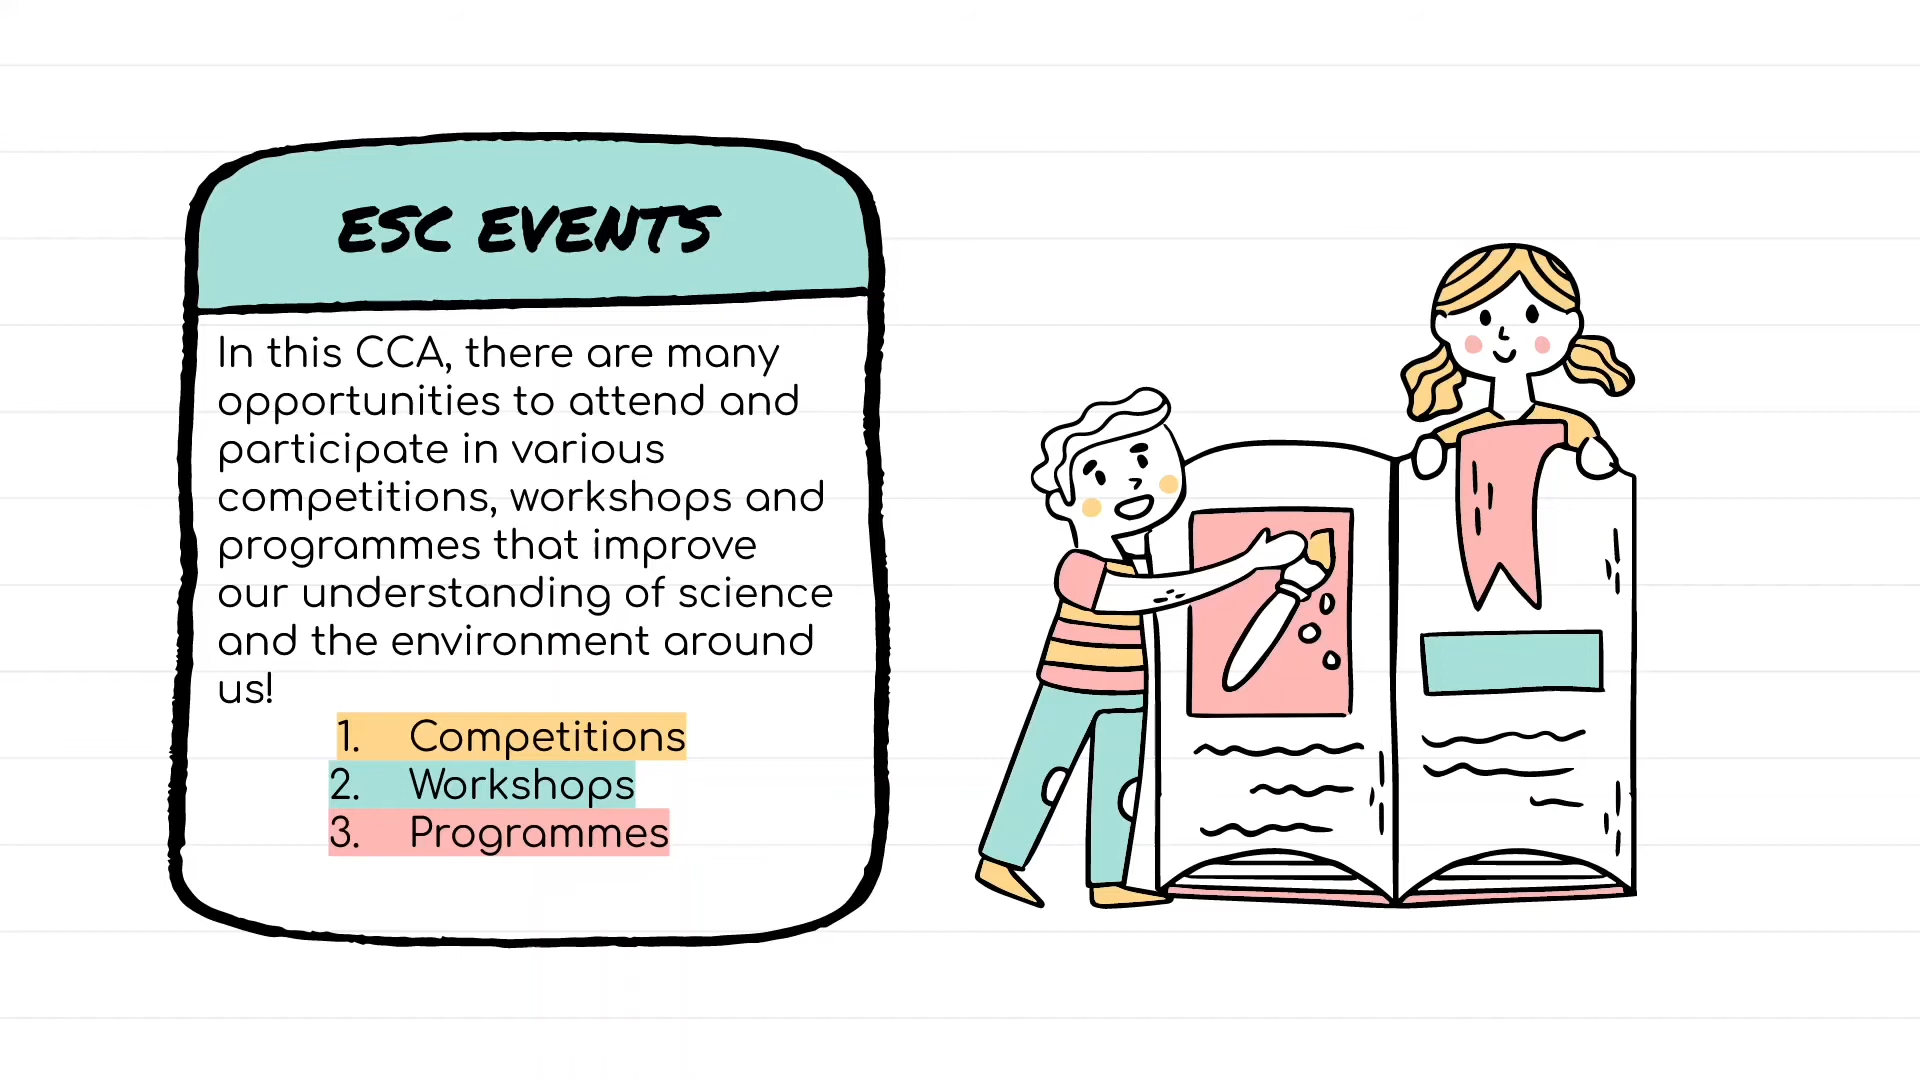 ESC EVENTS
In this CCA, there are many
opportunities to attend and
participate in various
competitions, workshops and
programmes that improve
our understanding of science
and the environment around
us!
1. Competitions
2. Workshops
3. Programmes